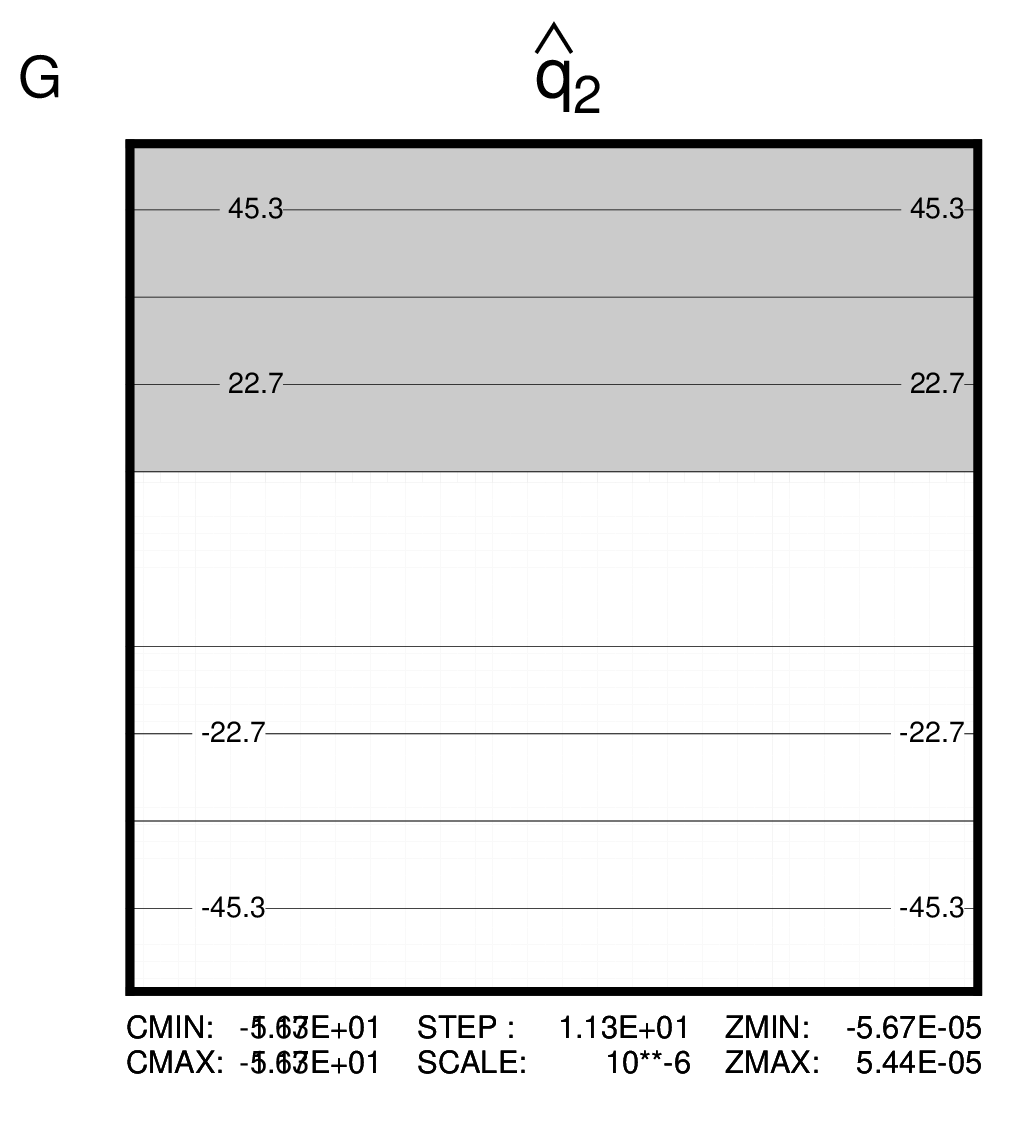 G q̂2
45.3 45.3
22.7 22.7
-22.7 -22.7
-45.3 -45.3
CMIN: STEP : 1.13E+01 ZMIN: -5.67E-05
CMAX: SCALE: 10**-6 ZMAX: 5.44E-05